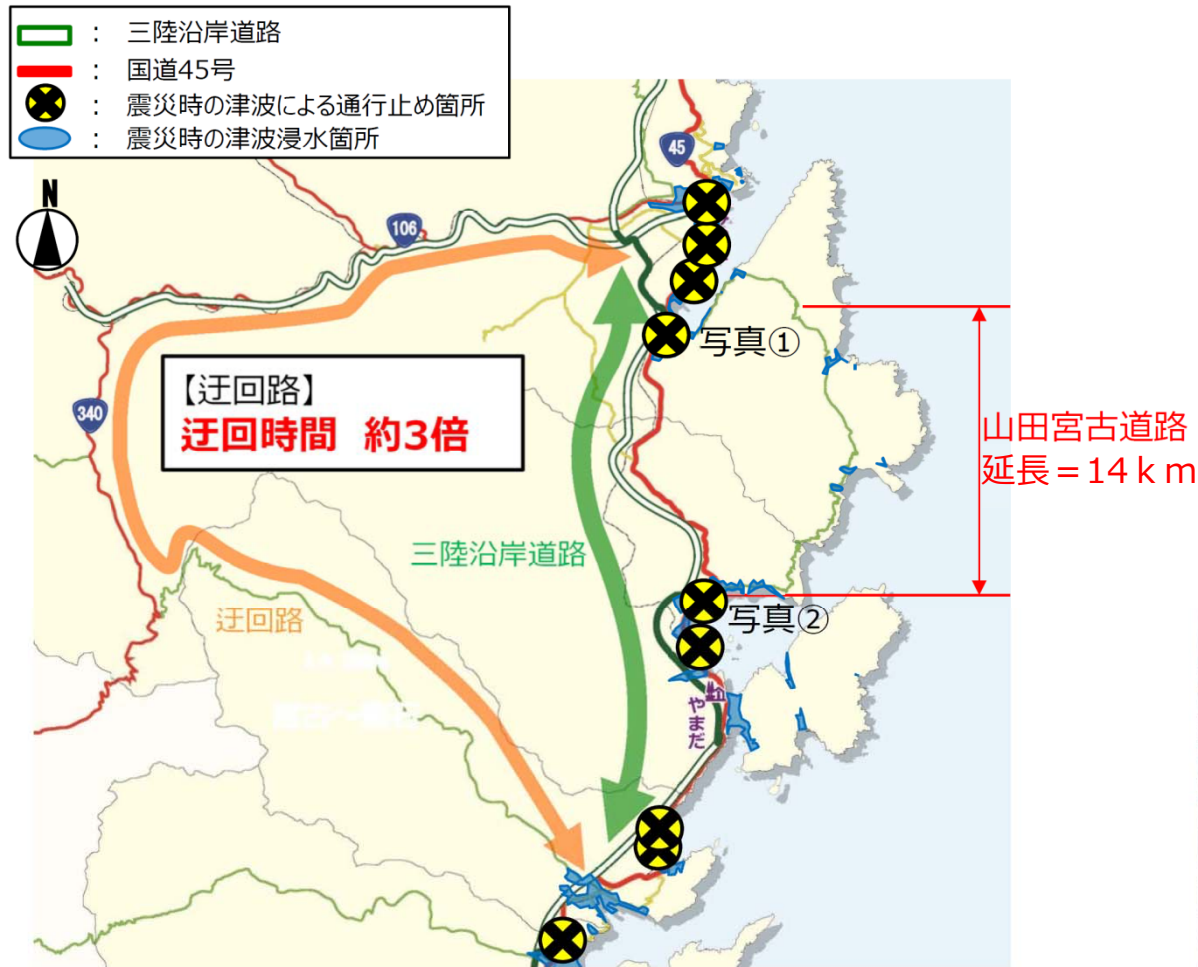 ： 三陸沿岸道路
： 国道45号
： 震災時の津波による通行止め箇所
： 震災時の津波浸水箇所
N
45
106
写真①
【迂回路】
迂回時間 約3倍
340
山田宮古道路
延長＝14ｋｍ
三陸沿岸道路
迂回路
写真②
やまだ